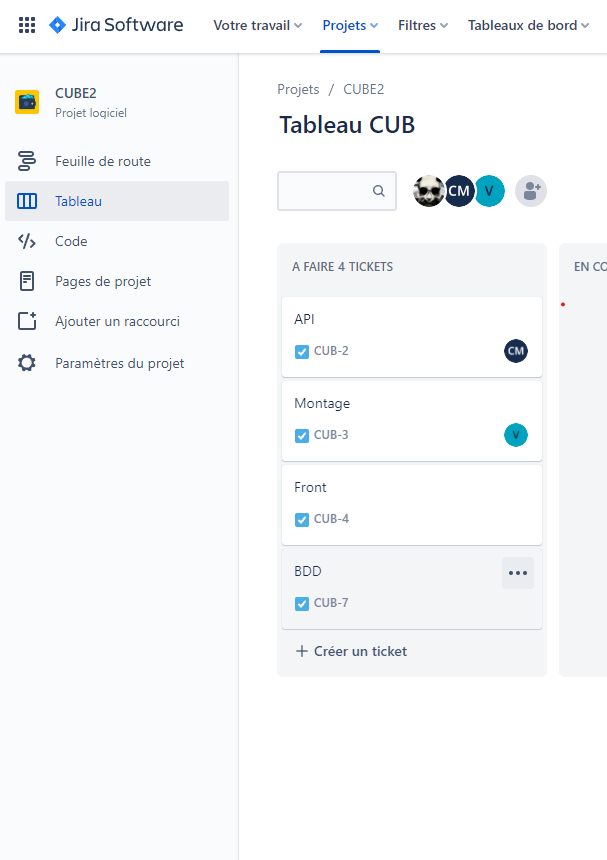 Jira Software
Votre travail
Projets
Filtres
Tableaux de bord
CUBE2
Projet logiciel
Feuille de route
Tableau
Code
Pages de projet
Ajouter un raccourci
Paramètres du projet
Projets / CUBE2
Tableau CUB
CM
V
A FAIRE 4 TICKETS
API
CUB-2
CM
Montage
CUB-3
V
Front
CUB-4
BDD
CUB-7
Créer un ticket
EN CO